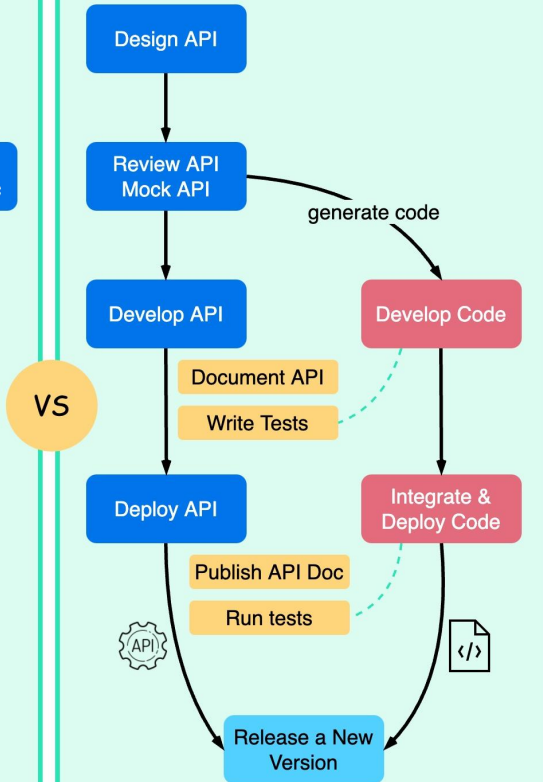 Design API
Review API
Mock API
generate code
Develop API
Develop Code
Document API
VS
Write Tests
Deploy API
Integrate &
Deploy Code
Publish API Doc
Run tests
API
</>
Release a New
Version